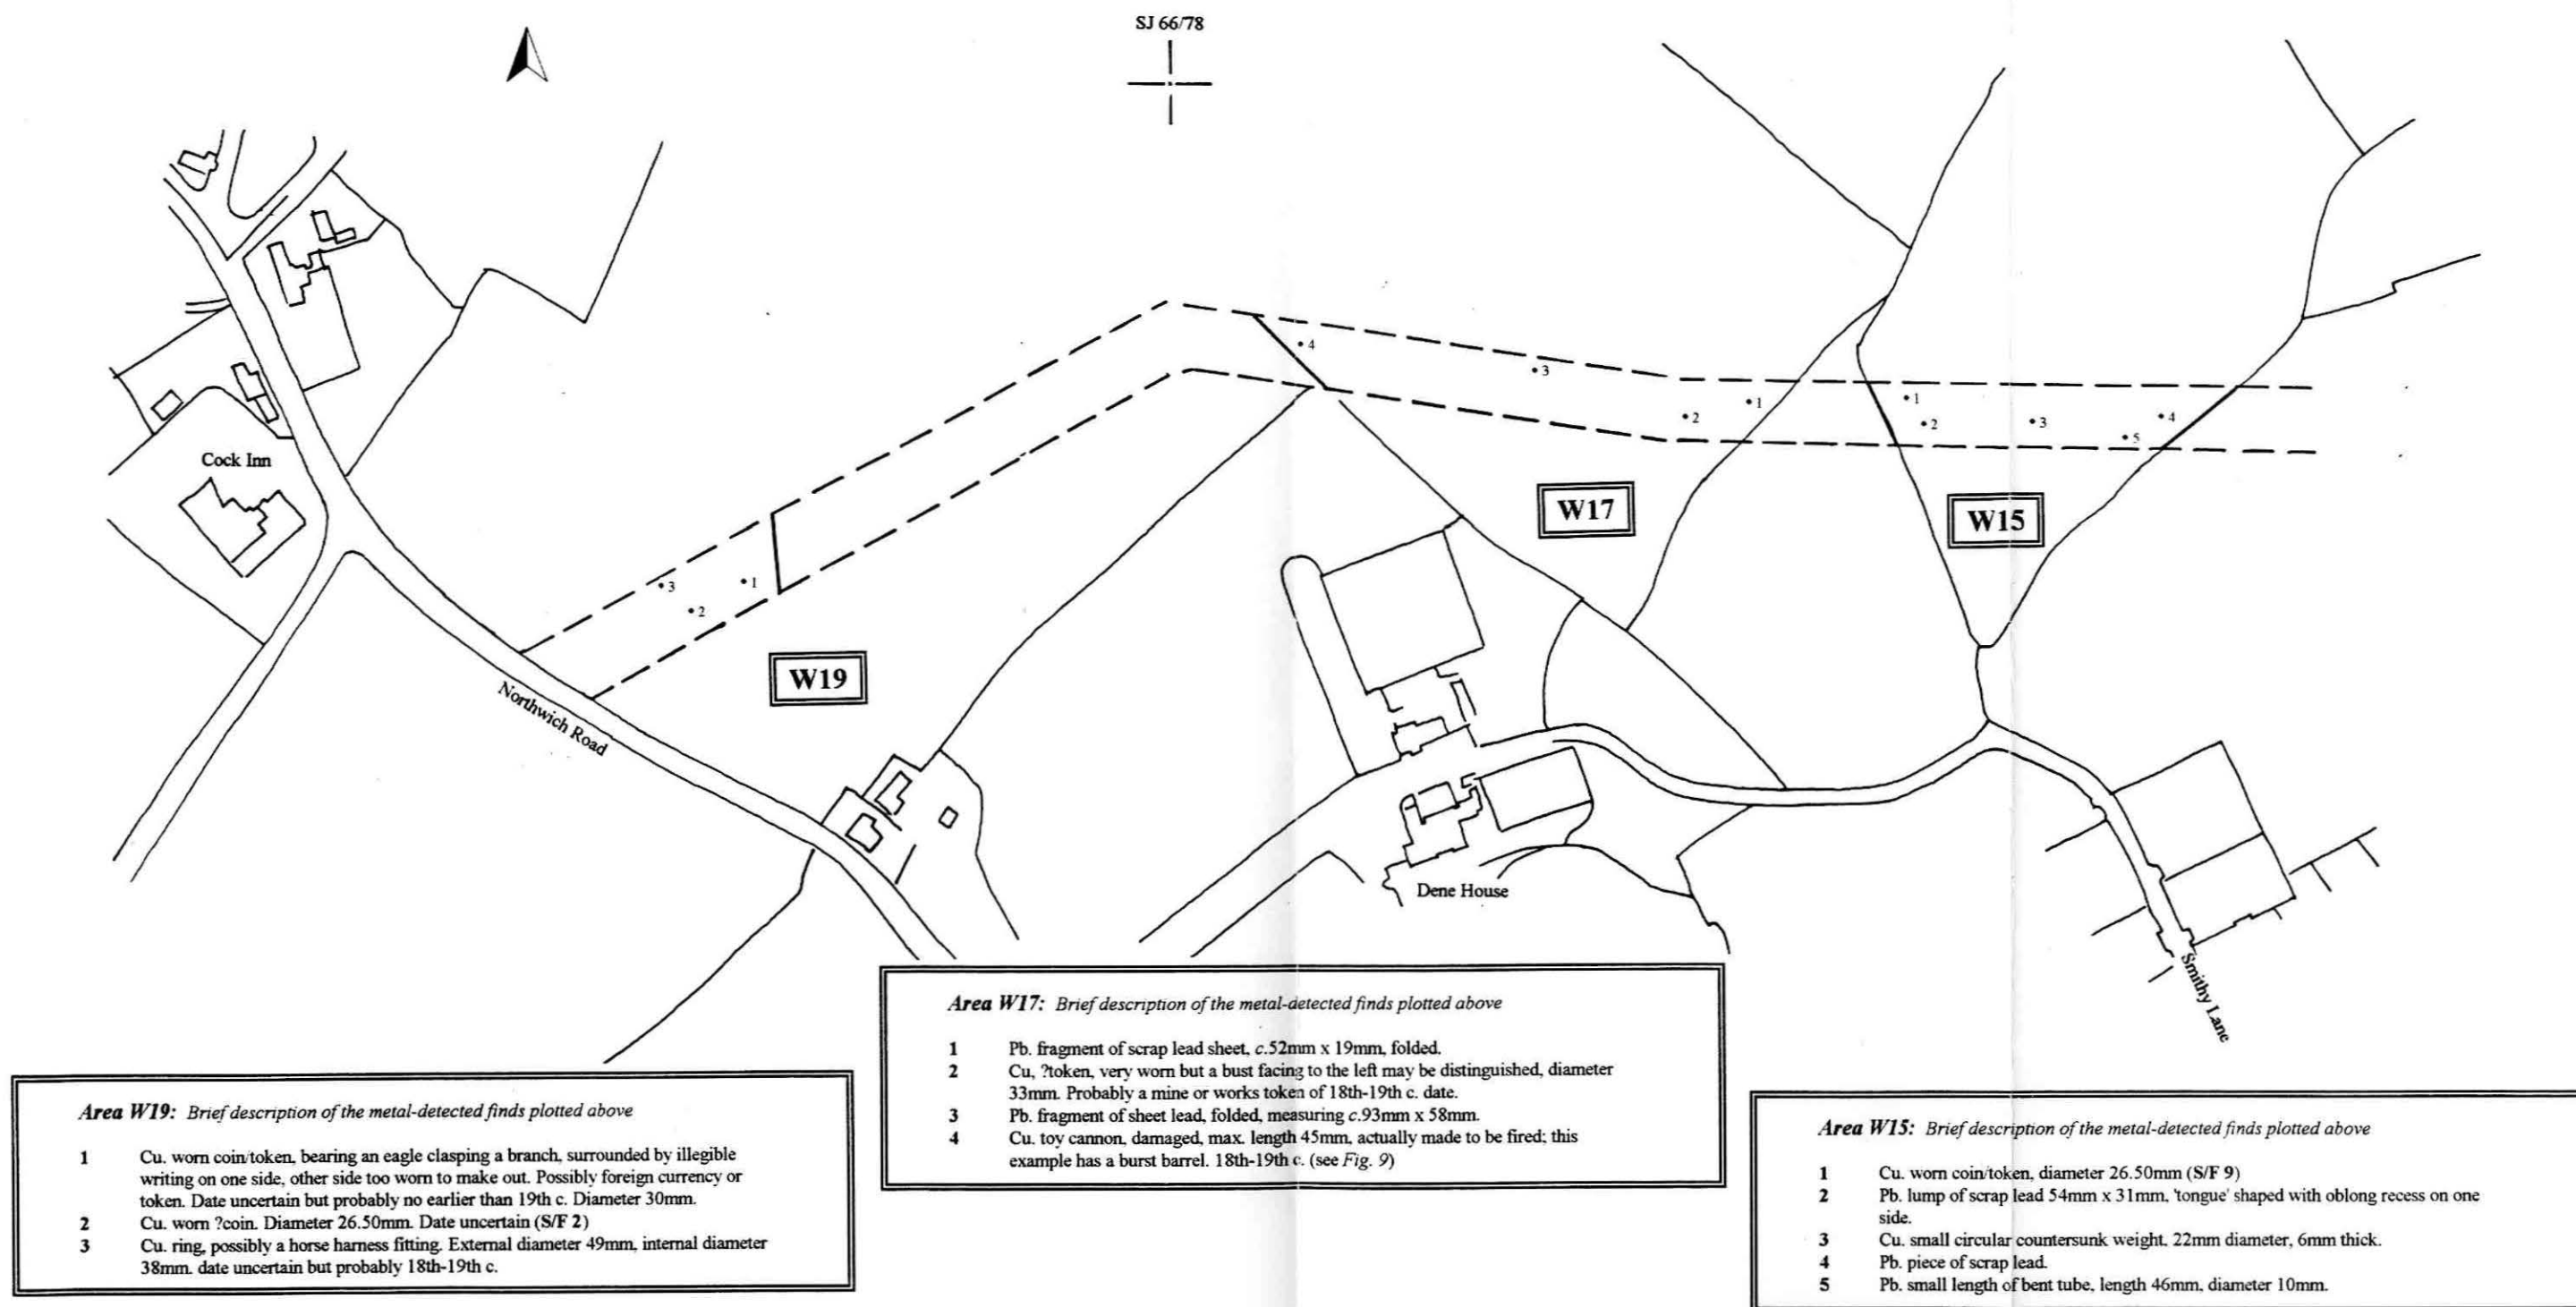 SJ 66/78
Cock Inn
Northwich Road
W19
W17
W15
3
1
2
4
3
2
1
1
2
3
4
5
Dene House
Smithy Lane
Area W19: Brief description of the metal-detected finds plotted above
1 Cu. worn coin/token, bearing an eagle clasping a branch, surrounded by illegible
writing on one side, other side too worn to make out. Possibly foreign currency or
token. Date uncertain but probably no earlier than 19th c. Diameter 30mm.
2 Cu. worn ?coin. Diameter 26.50mm. Date uncertain (S/F 2)
3 Cu. ring, possibly a horse harness fitting. External diameter 49mm, internal diameter
38mm. date uncertain but probably 18th-19th c.
Area W17: Brief description of the metal-detected finds plotted above
1 Pb. fragment of scrap lead sheet, c.52mm x 19mm, folded.
2 Cu, ?token, very worn but a bust facing to the left may be distinguished, diameter
33mm. Probably a mine or works token of 18th-19th c. date.
3 Pb. fragment of sheet lead, folded, measuring c.93mm x 58mm.
4 Cu. toy cannon, damaged, max. length 45mm, actually made to be fired; this
example has a burst barrel. 18th-19th c. (see Fig. 9)
Area W15: Brief description of the metal-detected finds plotted above
1 Cu. worn coin/token, diameter 26.50mm (S/F 9)
2 Pb. lump of scrap lead 54mm x 31mm, 'tongue' shaped with oblong recess on one
side.
3 Cu. small circular countersunk weight. 22mm diameter, 6mm thick.
4 Pb. piece of scrap lead.
5 Pb. small length of bent tube, length 46mm, diameter 10mm.